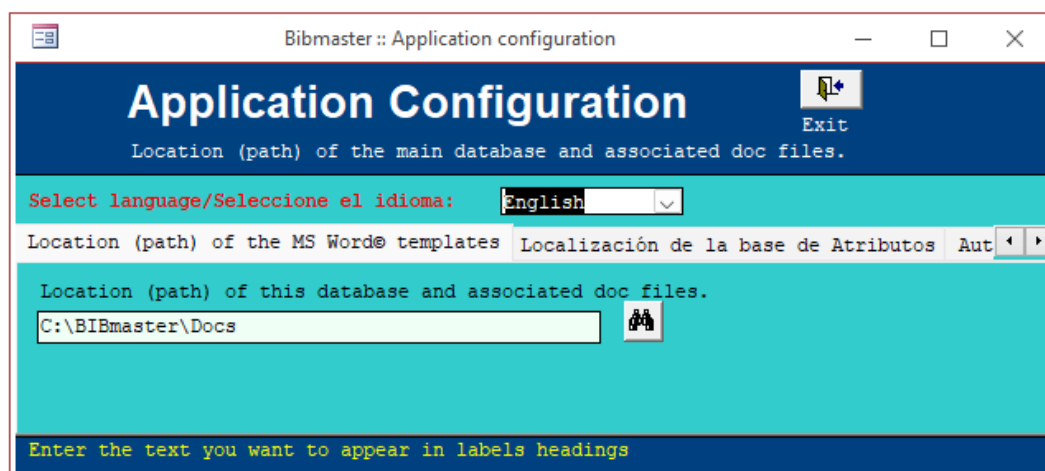 Bibmaster :: Application configuration
Application Configuration
Exit
Location (path) of the main database and associated doc files.
Select language/Seleccione el idioma: English
Location (path) of the MS Word© templates Localización de la base de Atributos Aut
Location (path) of this database and associated doc files.
C:\BIBmaster\Docs
Enter the text you want to appear in labels headings